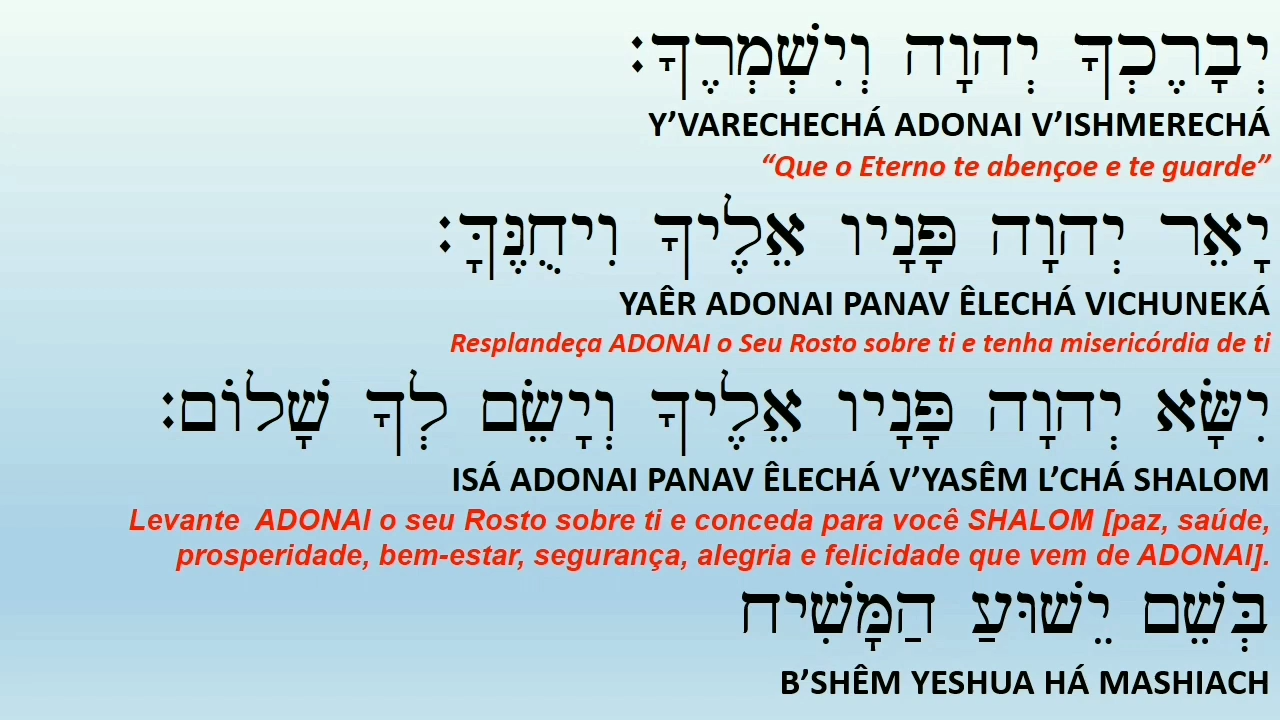 יְבָרֶכְךָ יְהוָה וְיִשְׁמְרֶךָ׃
Y’VARECHECHÁ ADONAI V’ISHMERECHÁ
“Que o Eterno te abençoe e te guarde”
יָאֵר יְהוָה פָּנָיו אֵלֶיךָ וִיחֻנֶּךָּ׃
YAÊR ADONAI PANAV ÊLECHÁ VICHUNEKÁ
Resplandeça ADONAI o Seu Rosto sobre ti e tenha misericórdia de ti
יִשָּׂא יְהוָה פָּנָיו אֵלֶיךָ וְיָשֵׂם לְךָ שָׁלוֹם׃
ISÁ ADONAI PANAV ÊLECHÁ V’YASÊM L’CHÁ SHALOM
Levante ADONAI o seu Rosto sobre ti e conceda para você SHALOM [paz, saúde,
prosperidade, bem-estar, segurança, alegria e felicidade que vem de ADONAI].
בְּשֵׁם יֵשׁוּעַ הַמָּשִׁיח
B’SHÊM YESHUA HÁ MASHIACH